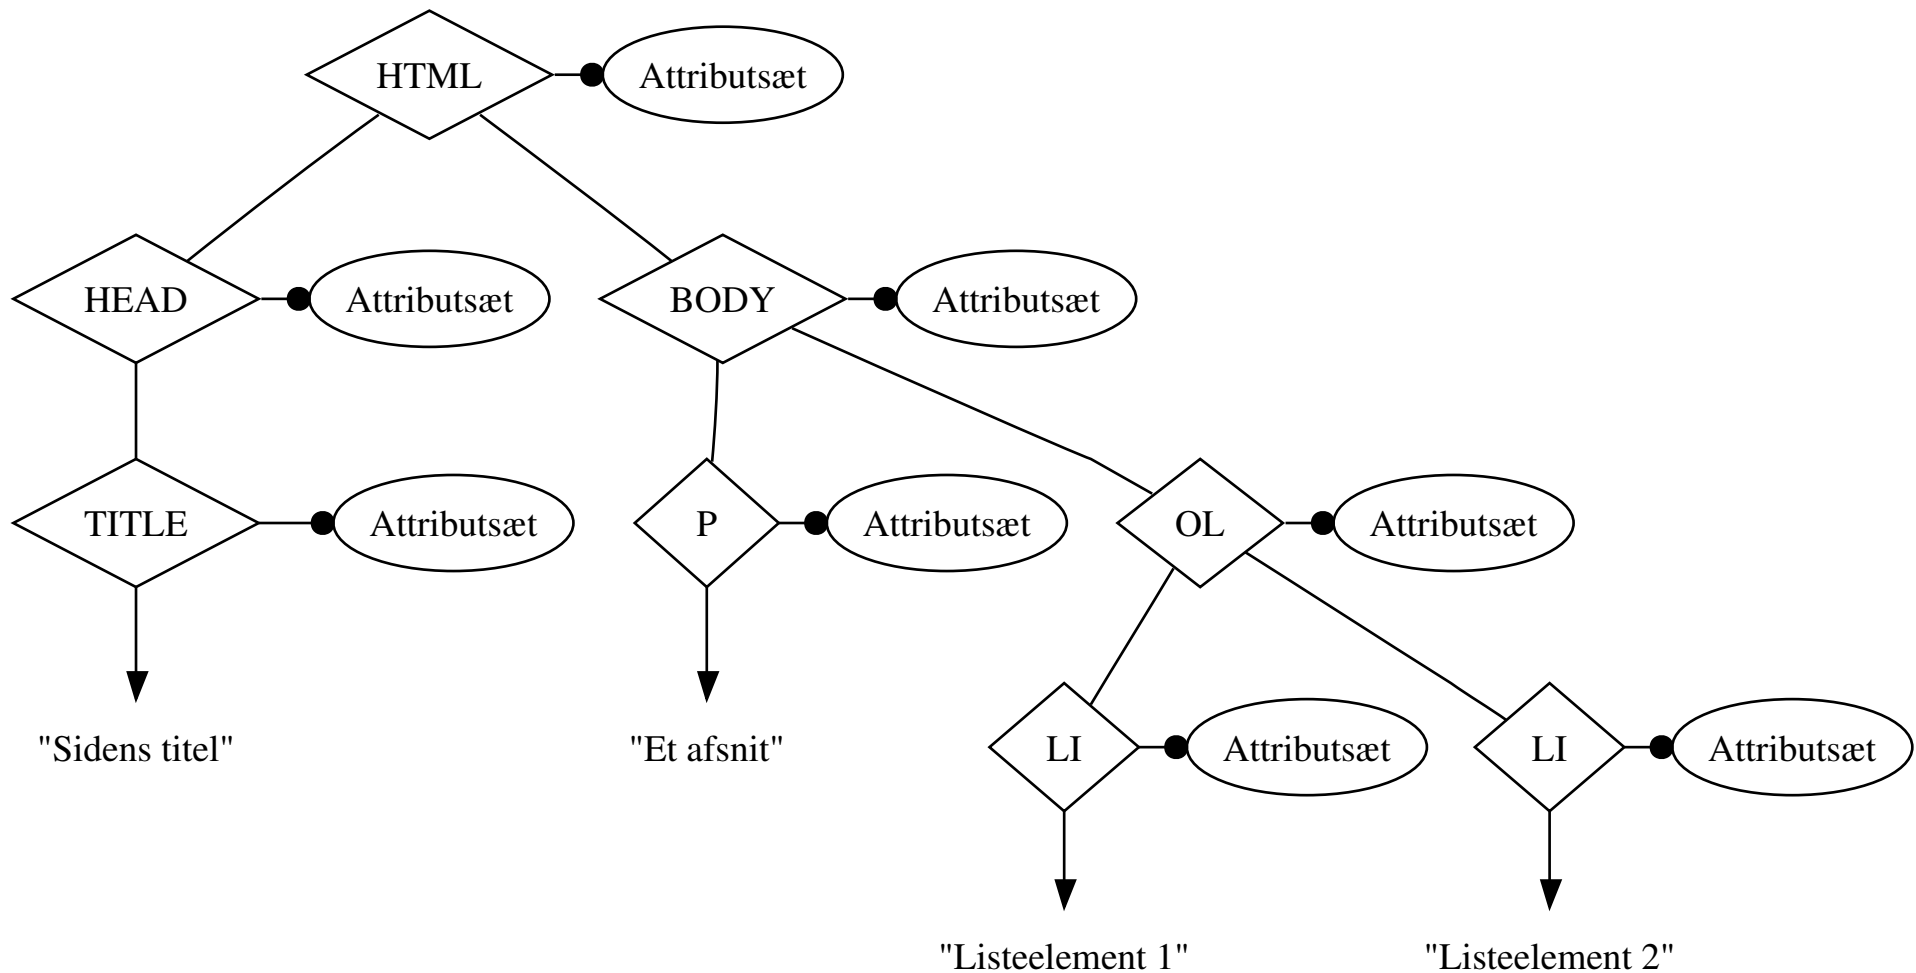 HTML
Attributsæt
HEAD
Attributsæt
BODY
Attributsæt
TITLE
Attributsæt
P
Attributsæt
OL
Attributsæt
"Sidens titel"
"Et afsnit"
LI
Attributsæt
LI
Attributsæt
"Listeelement 1"
"Listeelement 2"